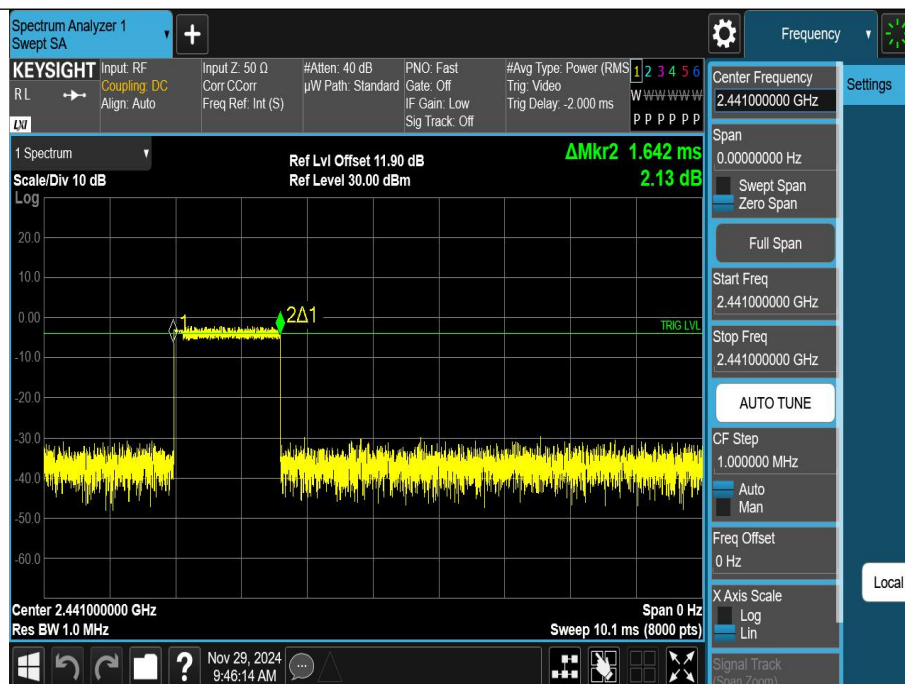 Spectrum Analyzer 1
Swept SA
+
Frequency
KEYSIGHT
RL
LXI
Input: RF
Coupling: DC
Align: Auto
Input Z: 50 Ω
Corr CCorr
Freq Ref: Int (S)
#Atten: 40 dB
µW Path: Standard
PNO: Fast
Gate: Off
IF Gain: Low
Sig Track: Off
#Avg Type: Power (RMS
Trig: Video
Trig Delay: -2.000 ms
1 2 3 4 5 6
W W W W W W
P P P P P P
Center Frequency
2.441000000 GHz
Settings
1 Spectrum
Scale/Div 10 dB
Log
Ref Lvl Offset 11.90 dB
Ref Level 30.00 dBm
ΔMkr2 1.642 ms
2.13 dB
Span
0.00000000 Hz
Swept Span
Zero Span
Full Span
20.0
10.0
0.00
-10.0
-20.0
-30.0
-40.0
-50.0
-60.0
1
2Δ1
TRIG LVL
Start Freq
2.441000000 GHz
Stop Freq
2.441000000 GHz
AUTO TUNE
CF Step
1.000000 MHz
Auto
Man
Freq Offset
0 Hz
Local
X Axis Scale
Log
Lin
Center 2.441000000 GHz
Res BW 1.0 MHz
Span 0 Hz
Sweep 10.1 ms (8000 pts)
?
Nov 29, 2024
9:46:14 AM
Signal Track
(Span Zoom)